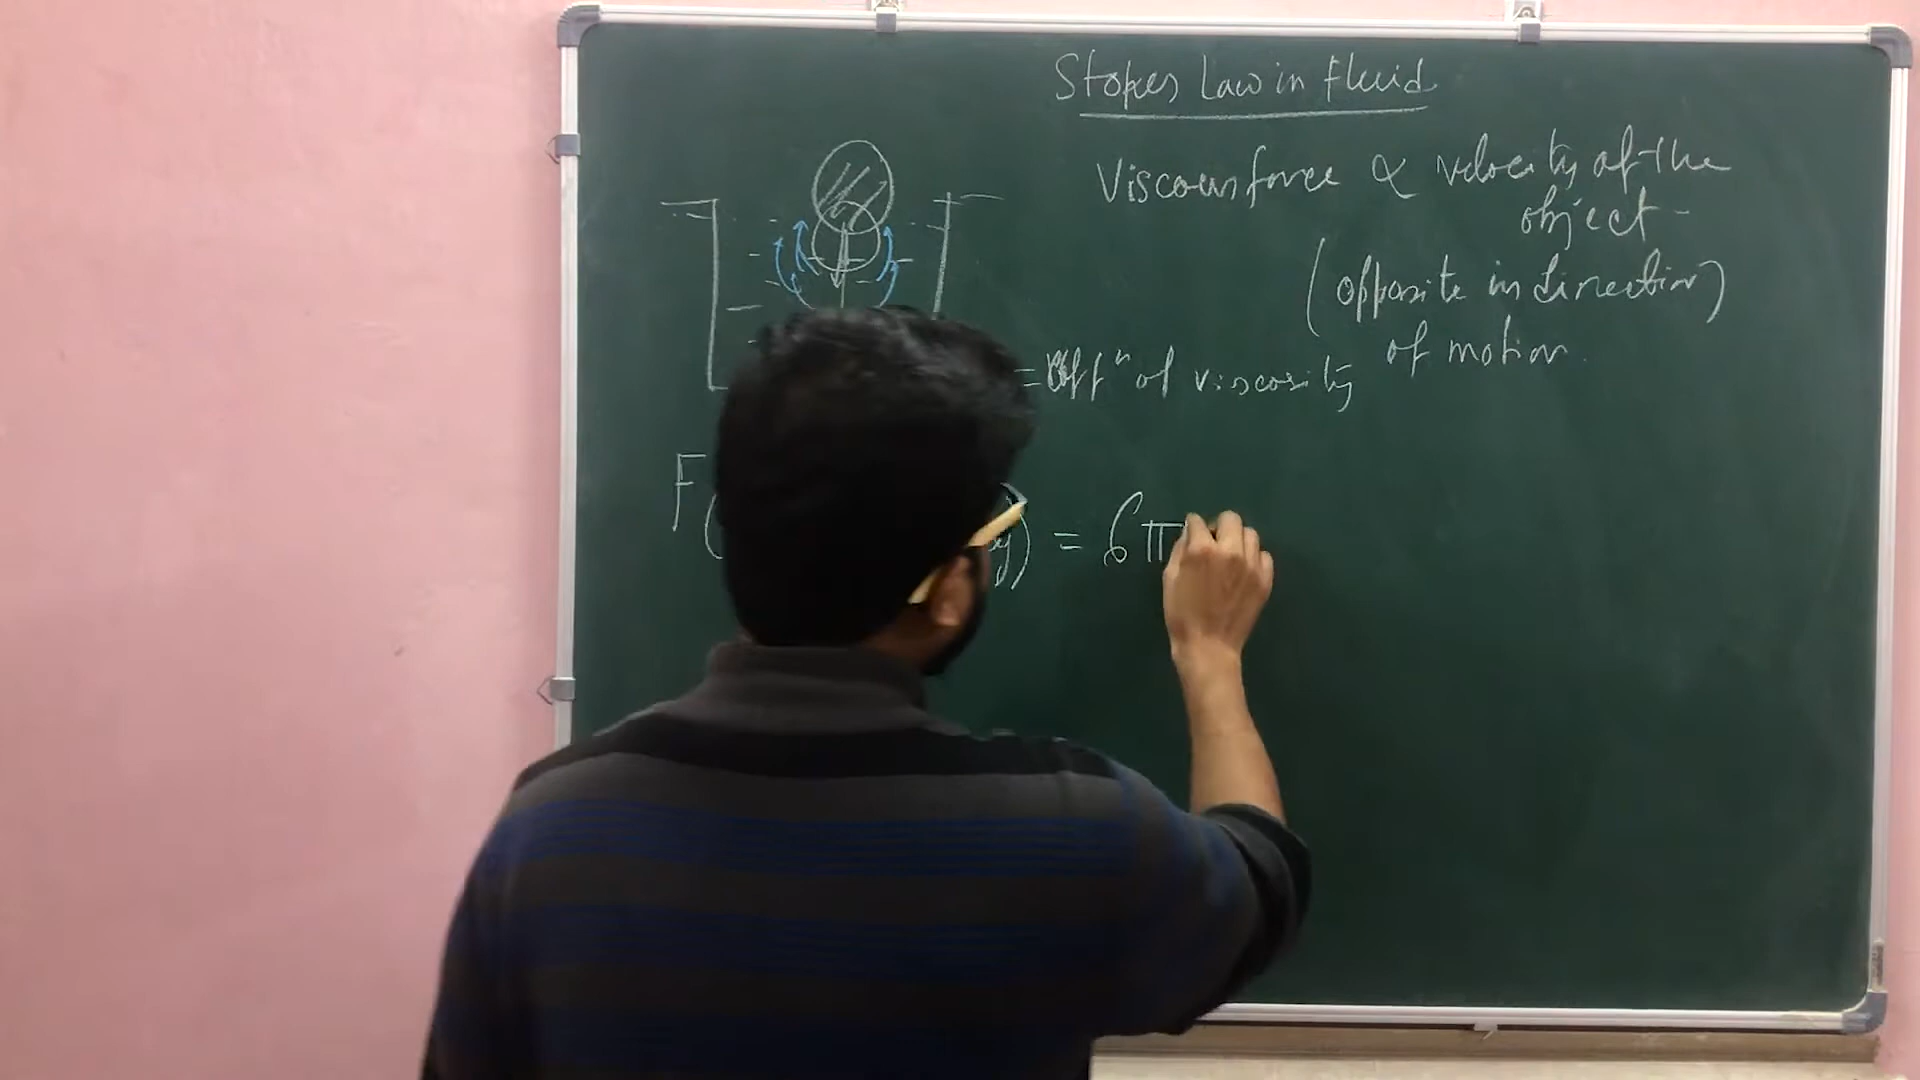 Stokes Law in fluid
Viscous force ∝ velocity of the
object -
(opposite in direction)
of motion.
= Coffⁿ of viscosity
F ( y) = 6π